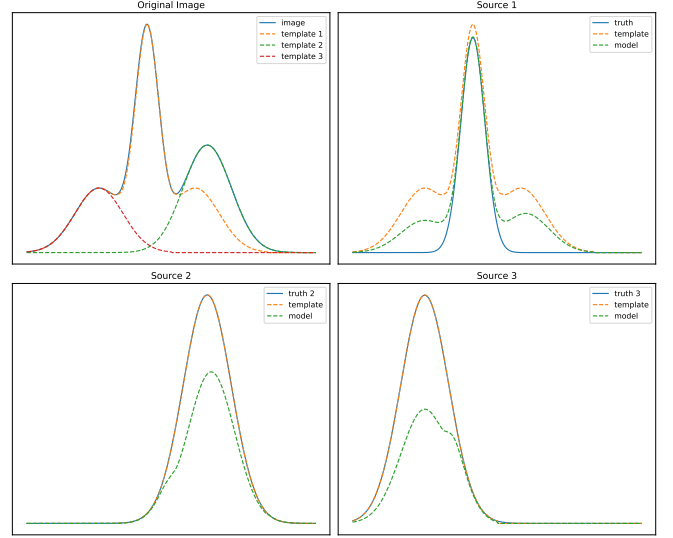 Original Image
image
template 1
template 2
template 3
Source 1
truth
template
model
Source 2
truth 2
template
model
Source 3
truth 3
template
model